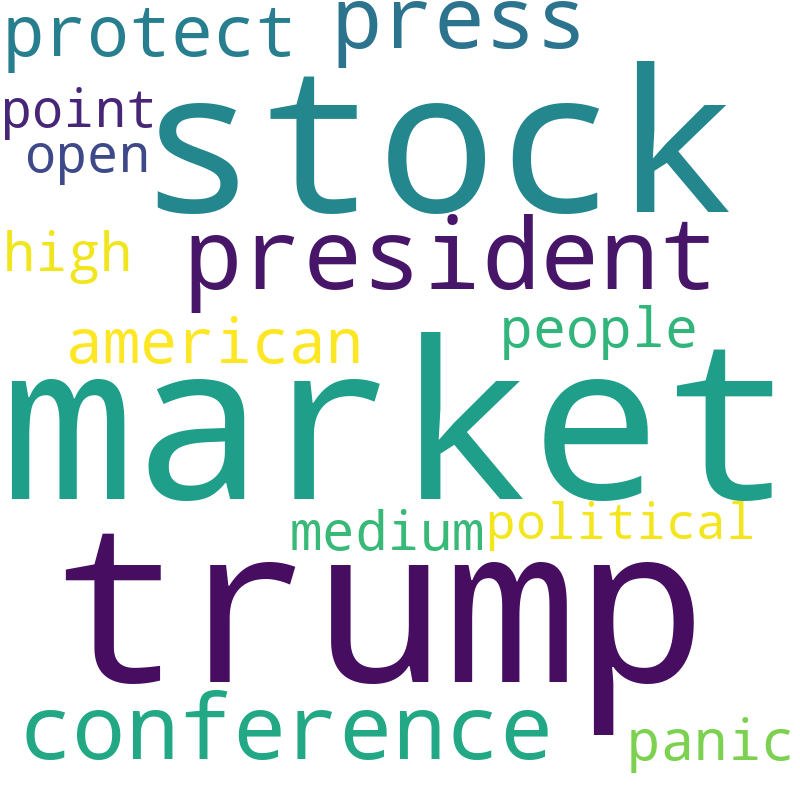 protect press
stock
point
open
president
high
people
american
market
political
medium
trump
conference
panic